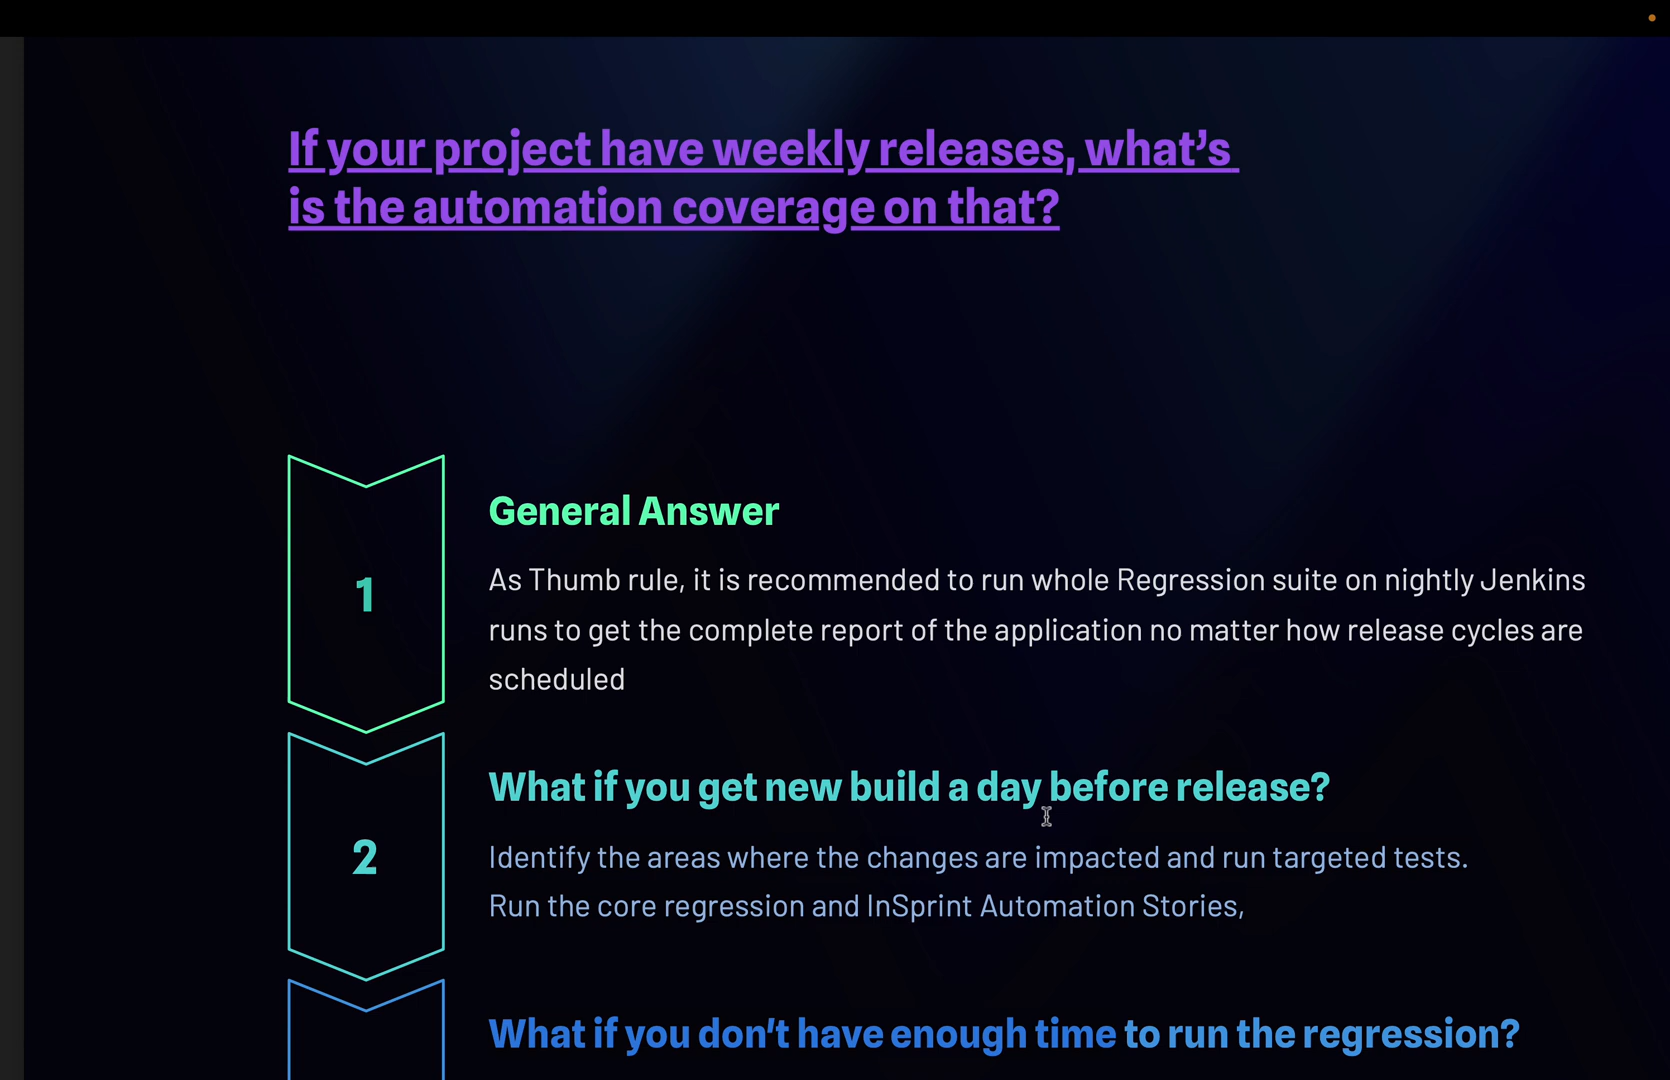 If your project have weekly releases, what’s
is the automation coverage on that?
1
General Answer
As Thumb rule, it is recommended to run whole Regression suite on nightly Jenkins
runs to get the complete report of the application no matter how release cycles are
scheduled
2
What if you get new build a day before release?
Identify the areas where the changes are impacted and run targeted tests.
Run the core regression and InSprint Automation Stories,
What if you don’t have enough time to run the regression?